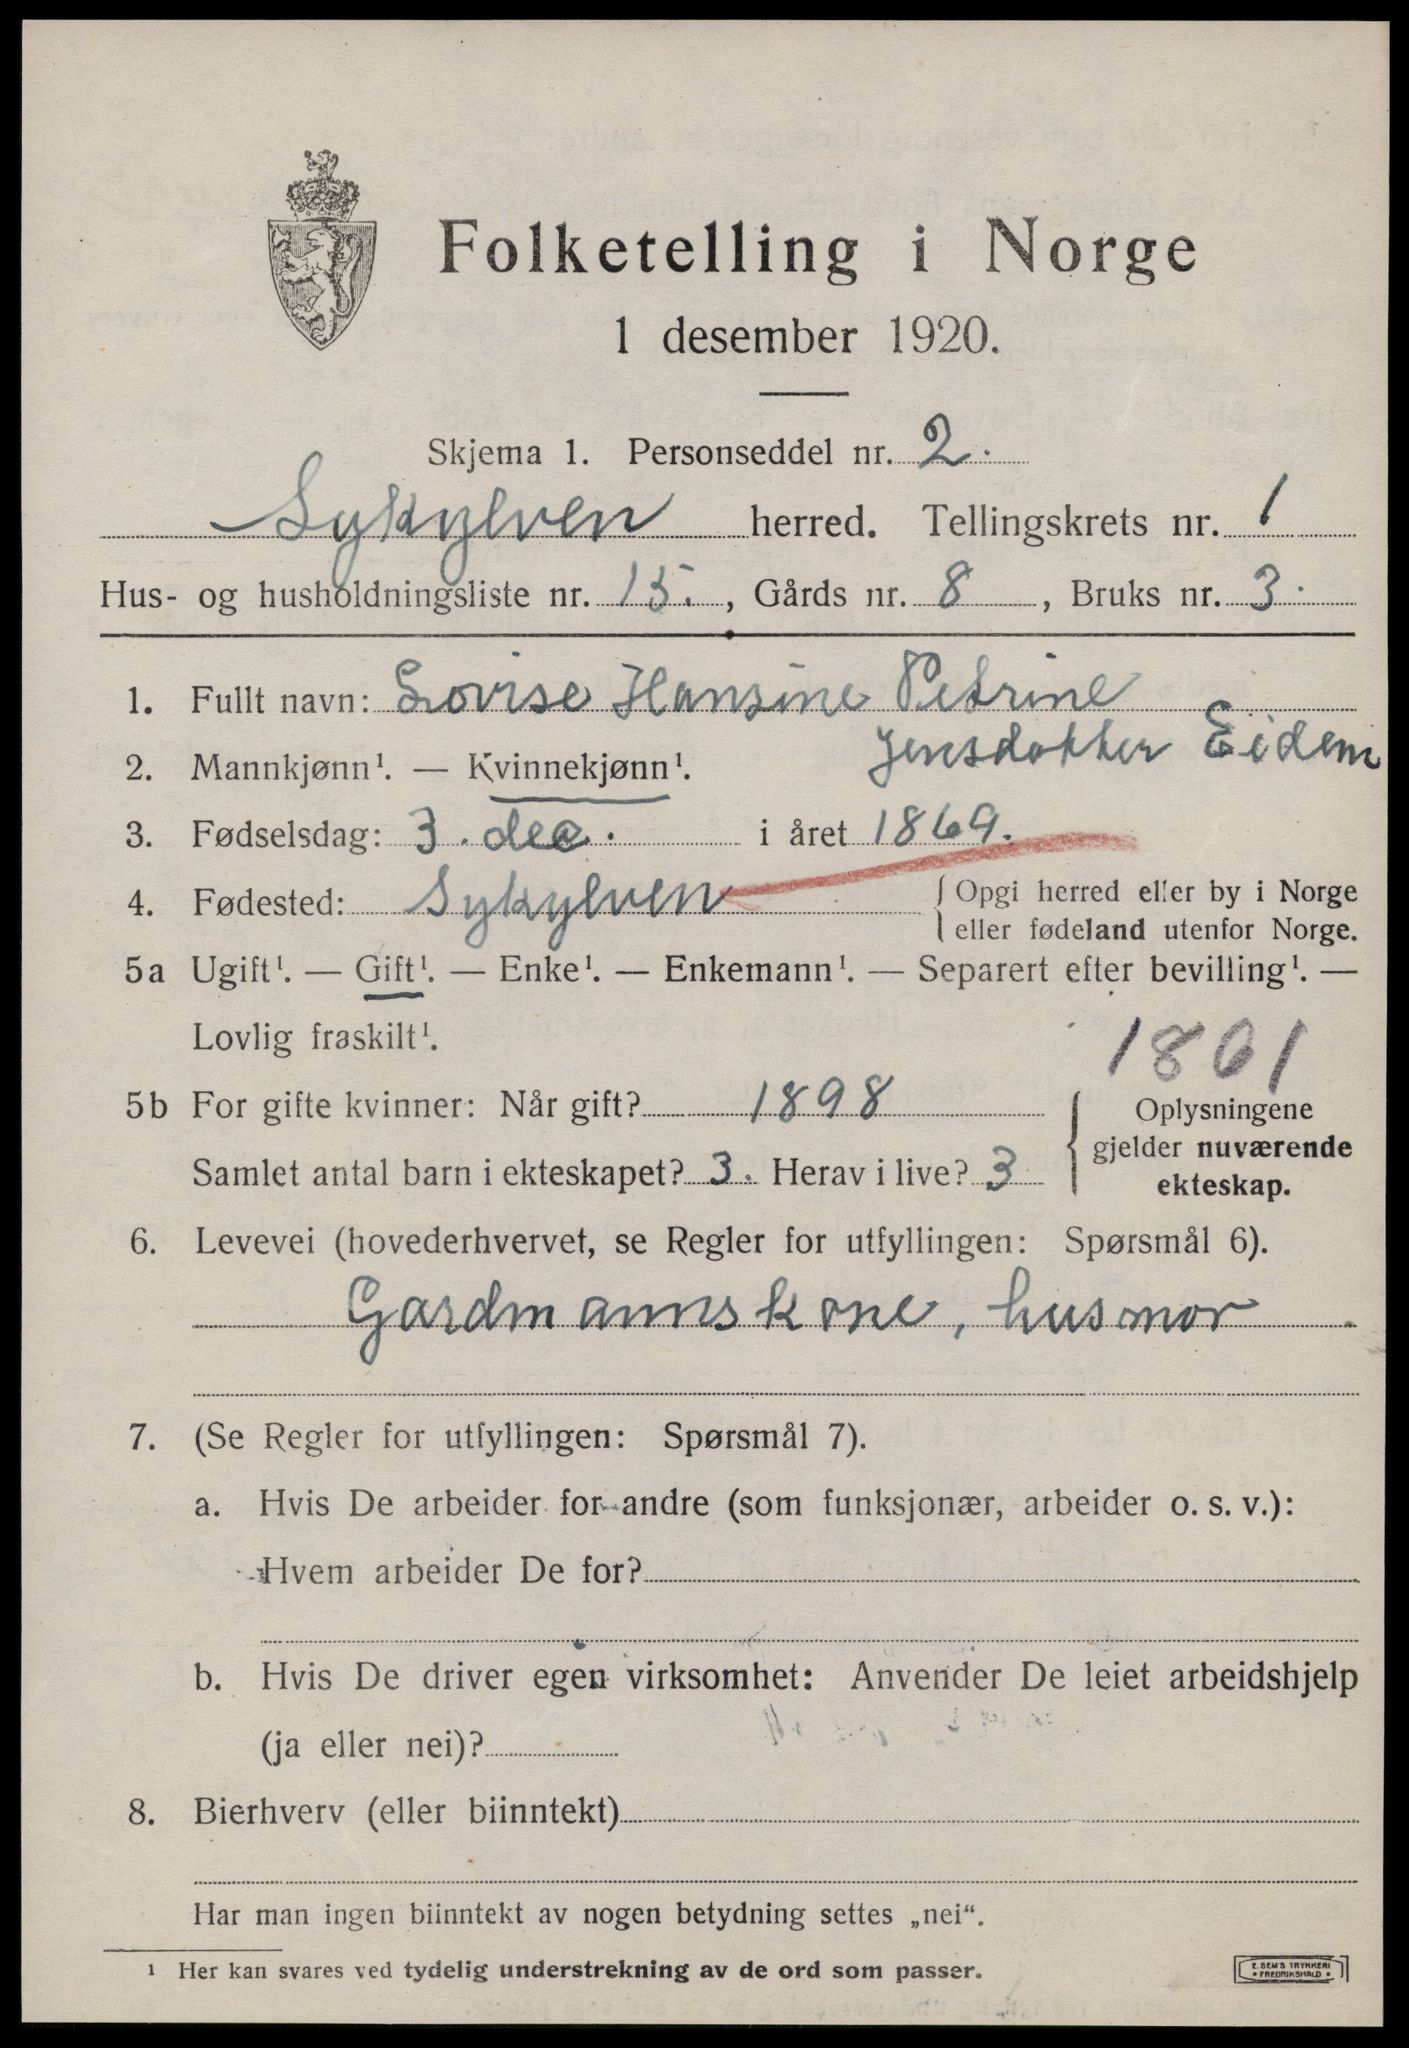 Folketelling i Norge
1 desember 1920.
Skjema 1. Personseddel nr. 2.
Sykylven herred. Tellingskrets nr. 1
Hus- og husholdningsliste nr. 15., Gårds nr. 8, Bruks nr. 3.
1. Fullt navn: Lovise Hansine Petrine
Jensdotter Eidem
2. Mannkjønn¹. — Kvinnekjønn¹.
3. Fødselsdag: 3. dec. i året 1869.
4. Fødested: Sykylven { Opgi herred eller by i Norge
eller fødeland utenfor Norge.
5a Ugift¹. — Gift¹. — Enke¹. — Enkemann¹. — Separert efter bevilling¹. —
Lovlig fraskilt¹.
1861
5b For gifte kvinner: Når gift? 1898
Samlet antal barn i ekteskapet? 3. Herav i live? 3
{ Oplysningene
gjelder nuværende
ekteskap.
6. Levevei (hovederhvervet, se Regler for utfyllingen: Spørsmål 6).
Gardmannskone, husmor
7. (Se Regler for utfyllingen: Spørsmål 7).
a. Hvis De arbeider for andre (som funksjonær, arbeider o. s. v.):
Hvem arbeider De for?
b. Hvis De driver egen virksomhet: Anvender De leiet arbeidshjelp
(ja eller nei)?
8. Bierhverv (eller biinntekt)
Har man ingen biinntekt av nogen betydning settes „nei“.
¹ Her kan svares ved tydelig understrekning av de ord som passer.
E. SEM'S TRYKKERI
* FREDRIKSHALD *